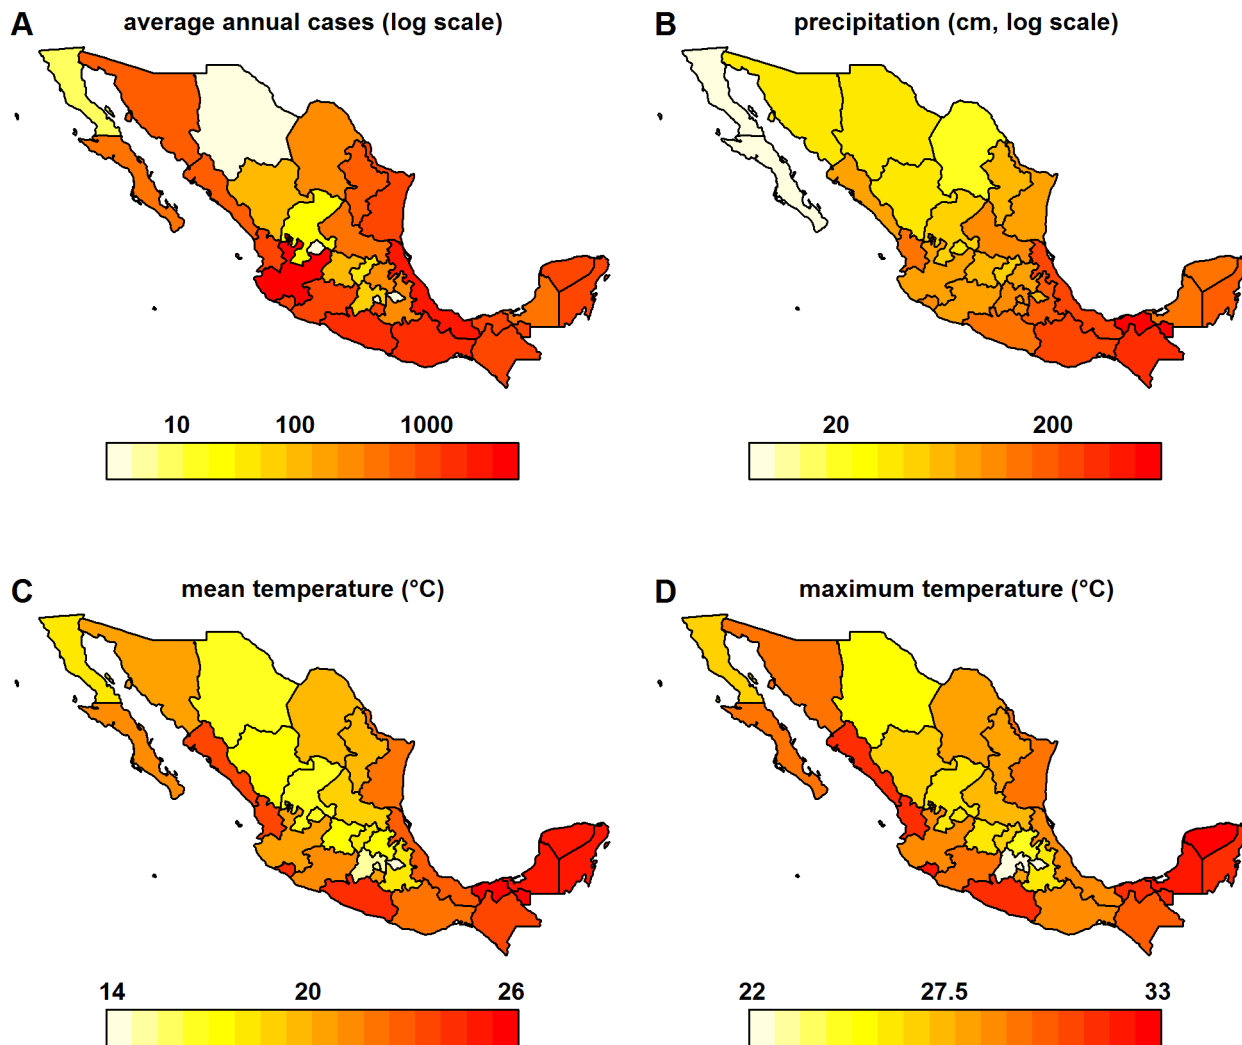 A average annual cases (log scale)
10 100 1000
B precipitation (cm, log scale)
20 200
C mean temperature (°C)
14 20 26
D maximum temperature (°C)
22 27.5 33